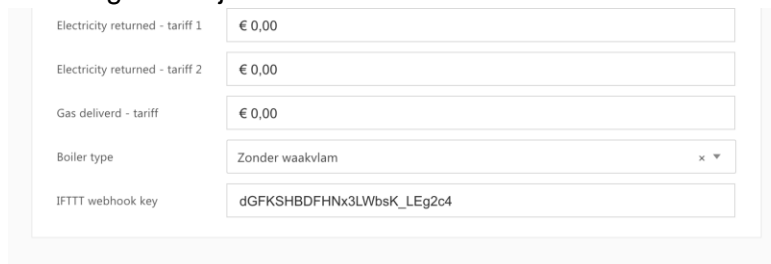 Electricity returned - tariff 1 € 0,00
Electricity returned - tariff 2 € 0,00
Gas deliverd - tariff € 0,00
Boiler type Zonder waakvlam × ▼
IFTTT webhook key dGFKSHBDFHNx3LWbsK_LEg2c4